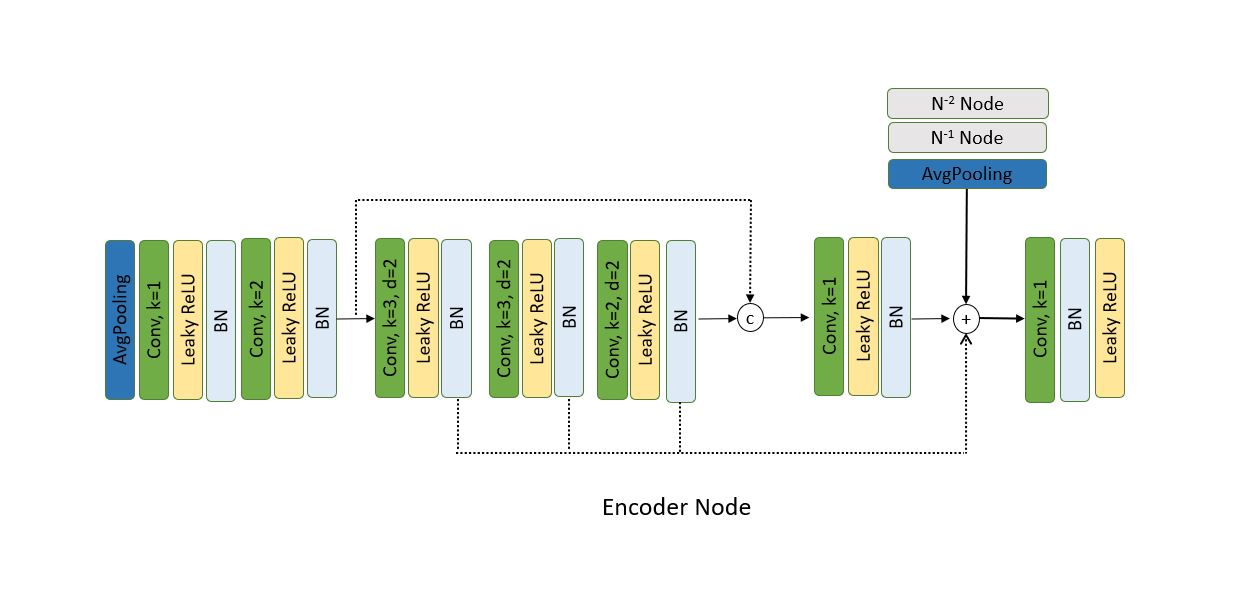 N⁻² Node
N⁻¹ Node
AvgPooling
AvgPooling
Conv, k=1
Leaky ReLU
BN
Conv, k=2
Leaky ReLU
BN
Conv, k=3, d=2
Leaky ReLU
BN
Conv, k=3, d=2
Leaky ReLU
BN
Conv, k=2, d=2
Leaky ReLU
BN
c
Conv, k=1
Leaky ReLU
BN
+
Conv, k=1
BN
Leaky ReLU
Encoder Node